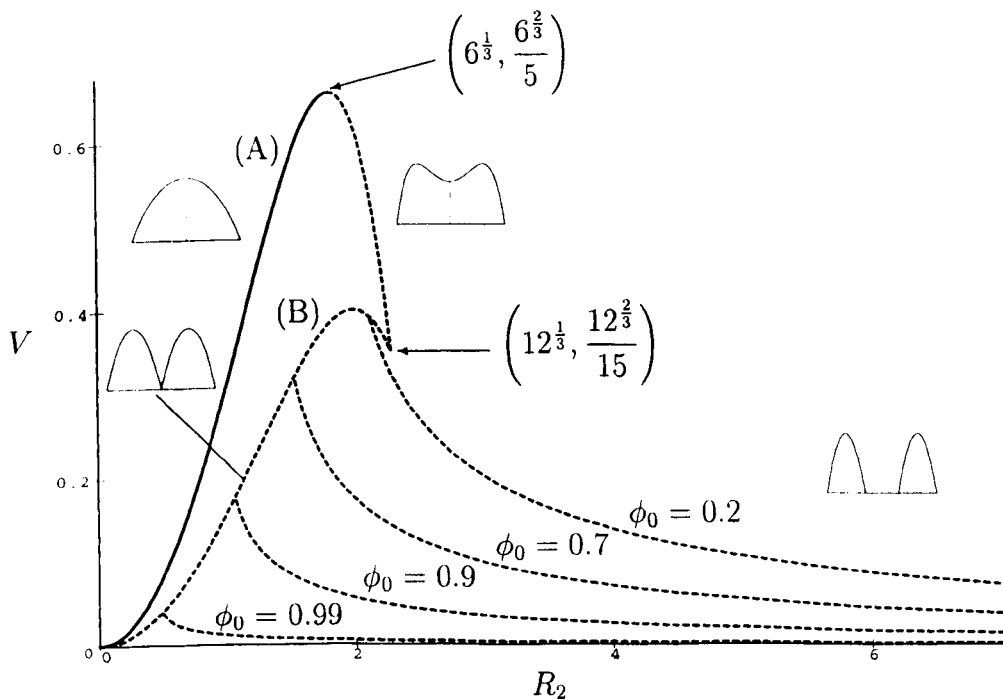 (6^{1/3}, 6^{2/3}/5)
0.6
(A)
0.4
(B)
V
(12^{1/3}, 12^{2/3}/15)
0.2
ϕ₀ = 0.2
ϕ₀ = 0.7
ϕ₀ = 0.9
ϕ₀ = 0.99
0
0 2 4 6
R₂